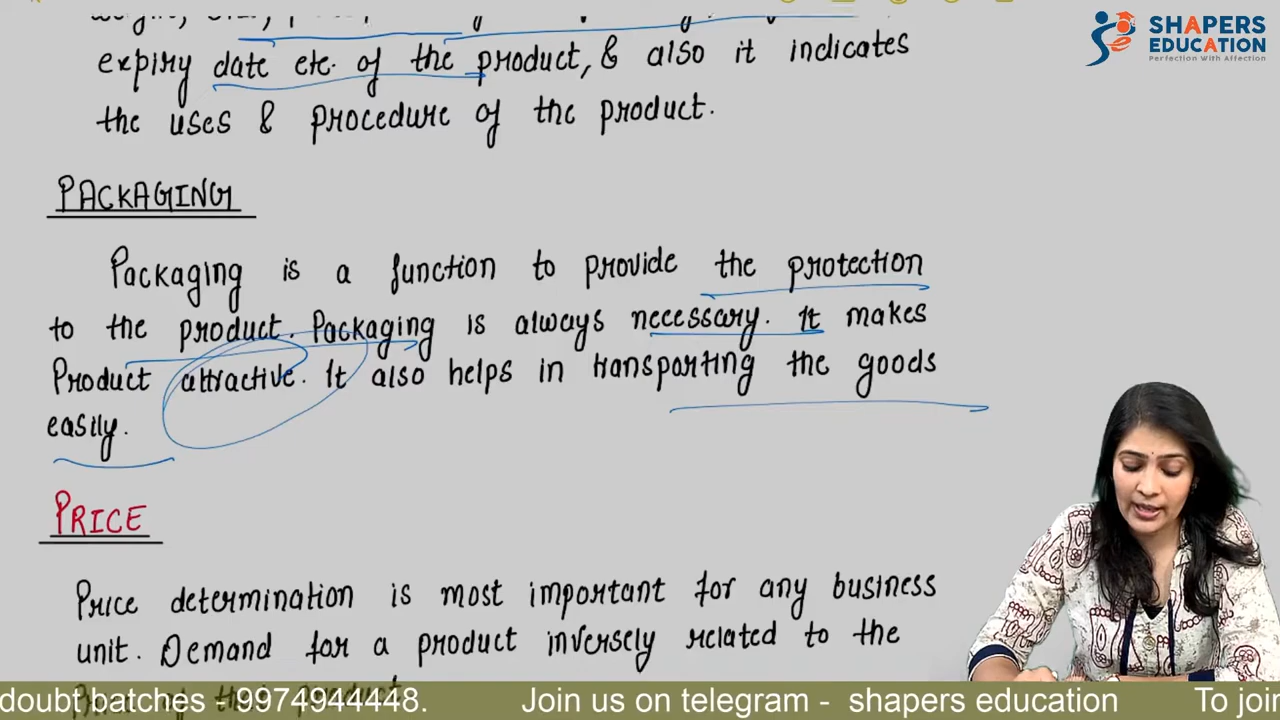 SHAPERS
EDUCATION
Perfection With Affection
expiry date etc. of the product, & also it indicates
the uses & procedure of the product.
PACKAGING
Packaging is a function to provide the protection
to the product. Packaging is always necessary. It makes
Product attractive. It also helps in transporting the goods
easily.
PRICE
Price determination is most important for any business
unit. Demand for a product inversely related to the
doubt batches - 9974944448.
Join us on telegram - shapers education
To join